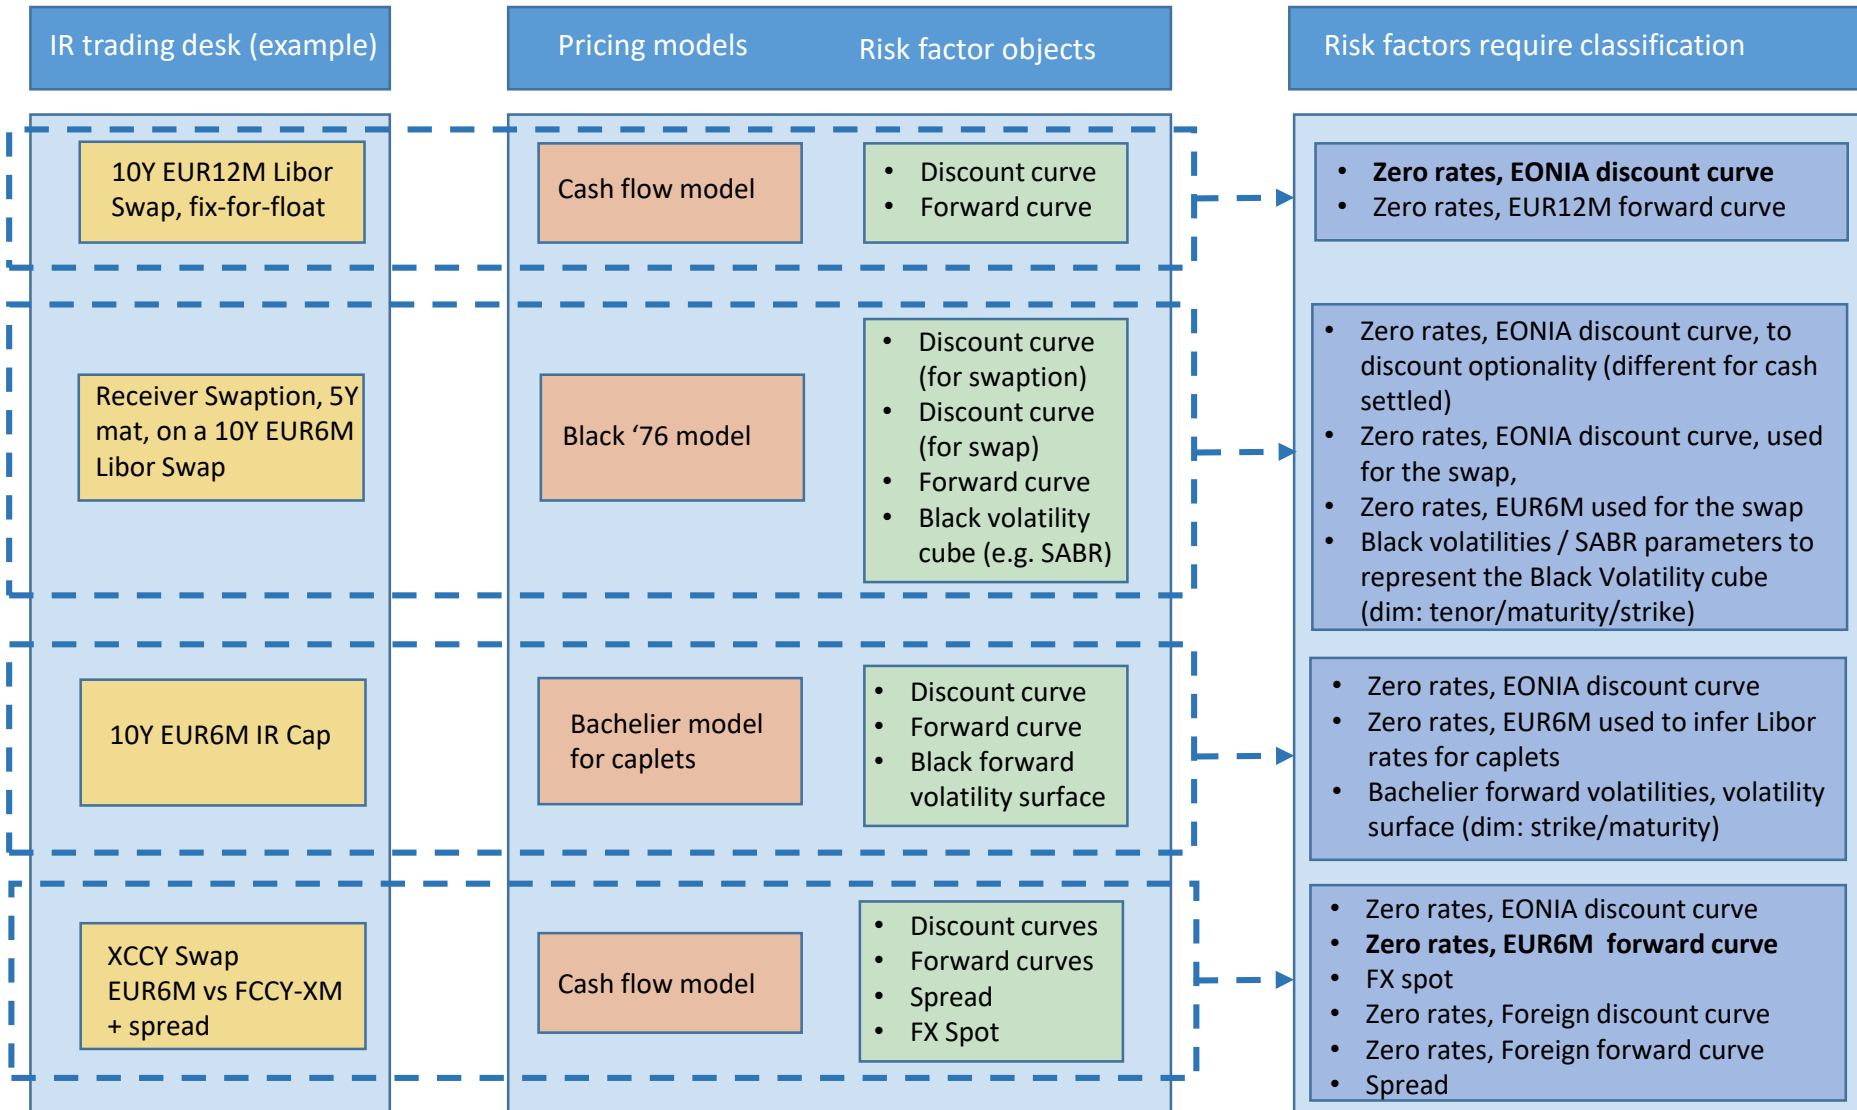 IR trading desk (example)
Pricing models
Risk factor objects
Risk factors require classification
10Y EUR12M Libor
Swap, fix-for-float
Cash flow model
• Discount curve
• Forward curve
• Zero rates, EONIA discount curve
• Zero rates, EUR12M forward curve
Receiver Swaption, 5Y
mat, on a 10Y EUR6M
Libor Swap
Black ‘76 model
• Discount curve
(for swaption)
• Discount curve
(for swap)
• Forward curve
• Black volatility
cube (e.g. SABR)
• Zero rates, EONIA discount curve, to
discount optionality (different for cash
settled)
• Zero rates, EONIA discount curve, used
for the swap,
• Zero rates, EUR6M used for the swap
• Black volatilities / SABR parameters to
represent the Black Volatility cube
(dim: tenor/maturity/strike)
10Y EUR6M IR Cap
Bachelier model
for caplets
• Discount curve
• Forward curve
• Black forward
volatility surface
• Zero rates, EONIA discount curve
• Zero rates, EUR6M used to infer Libor
rates for caplets
• Bachelier forward volatilities, volatility
surface (dim: strike/maturity)
XCCY Swap
EUR6M vs FCCY-XM
+ spread
Cash flow model
• Discount curves
• Forward curves
• Spread
• FX Spot
• Zero rates, EONIA discount curve
• Zero rates, EUR6M  forward curve
• FX spot
• Zero rates, Foreign discount curve
• Zero rates, Foreign forward curve
• Spread